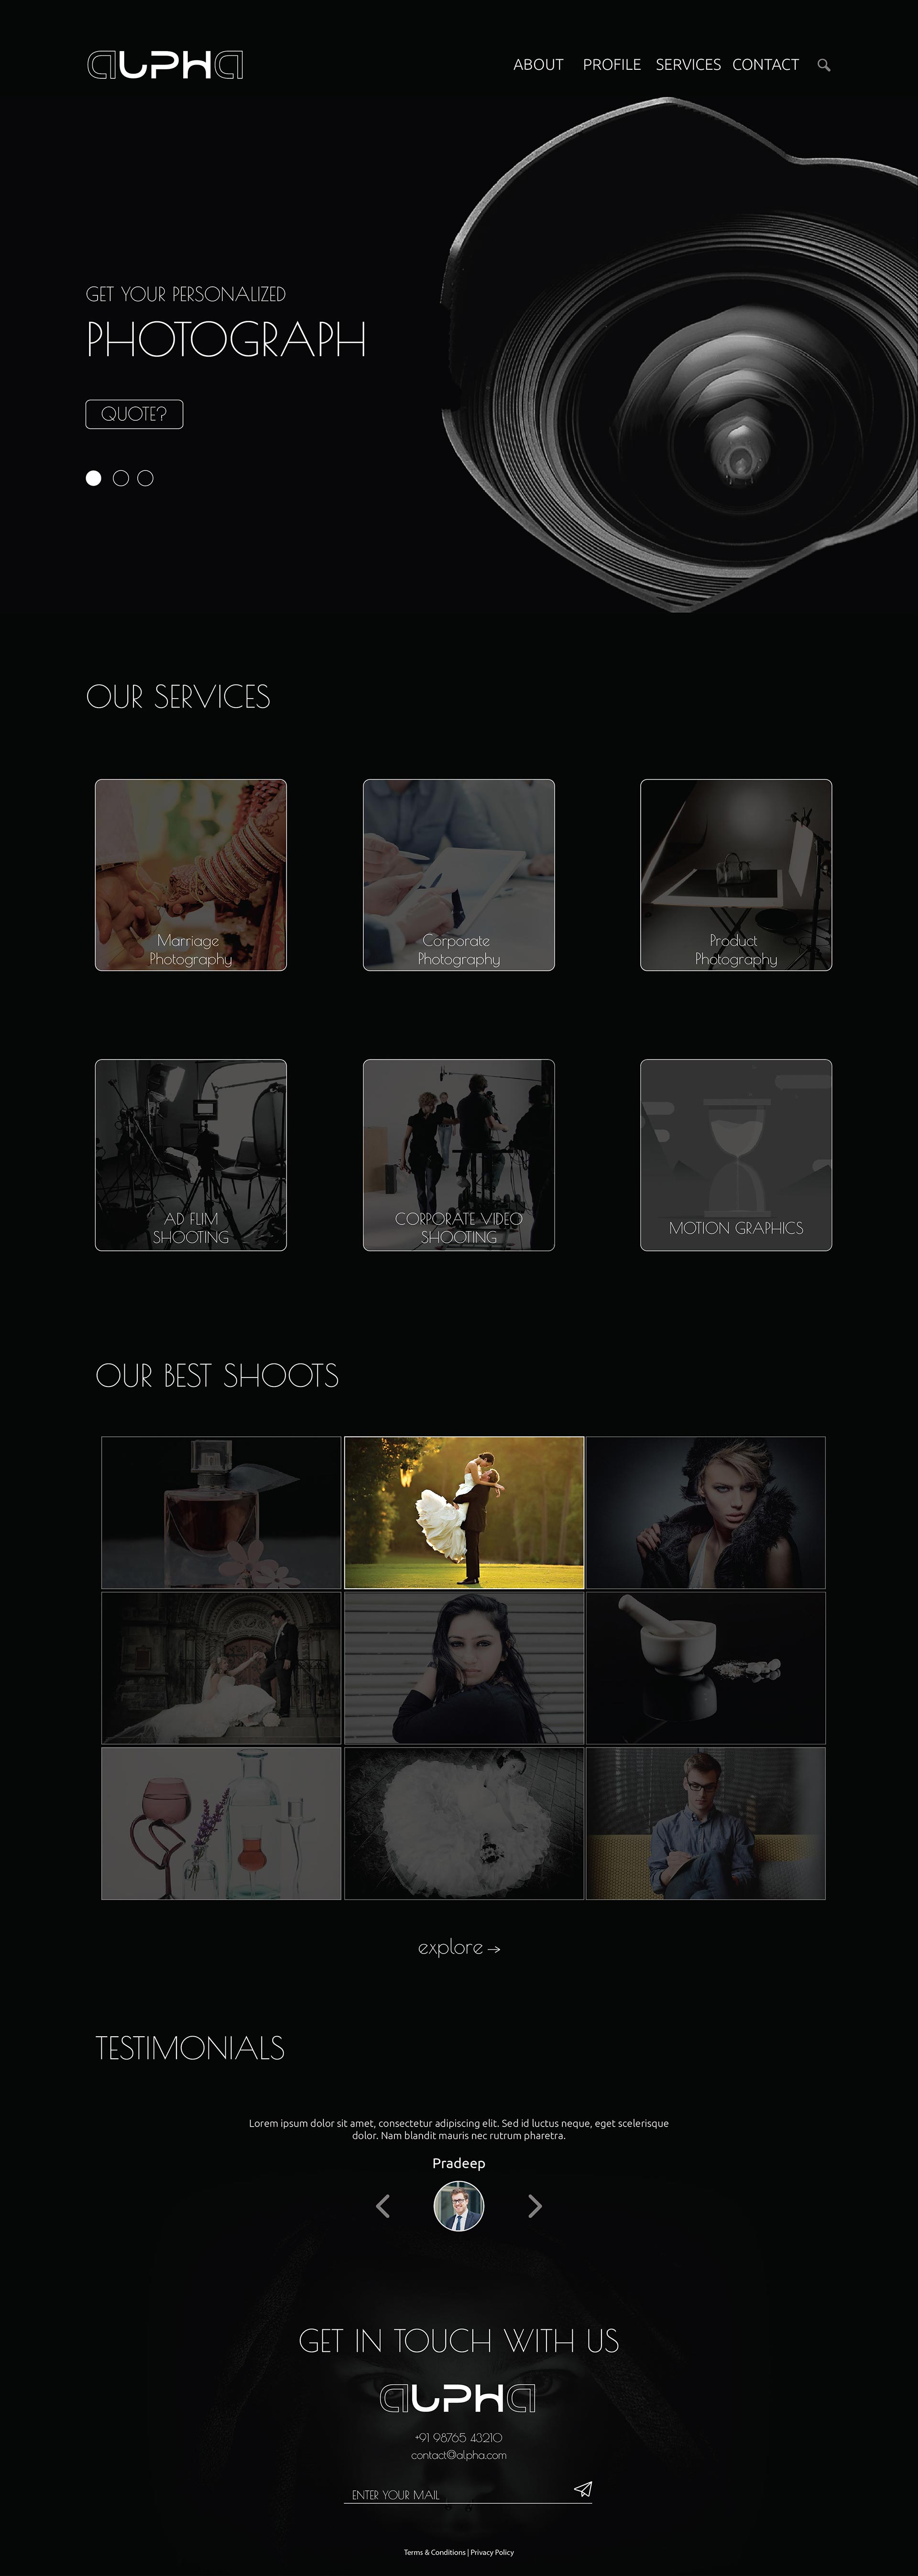 aLPHa
ABOUT PROFILE SERVICES CONTACT
GET YOUR PERSONALIZED
PHOTOGRAPH
QUOTE?
OUR SERVICES
Marriage
Photography
Corporate
Photography
Product
Photography
AD FLIM
SHOOTING
CORPORATE VIDEO
SHOOTING
MOTION GRAPHICS
OUR BEST SHOOTS
explore →
TESTIMONIALS
Lorem ipsum dolor sit amet, consectetur adipiscing elit. Sed id luctus neque, eget scelerisque
dolor. Nam blandit mauris nec rutrum pharetra.
Pradeep
GET IN TOUCH WITH US
aLPHa
+91 98765 43210
contact@alpha.com
ENTER YOUR MAIL
Terms & Conditions | Privacy Policy